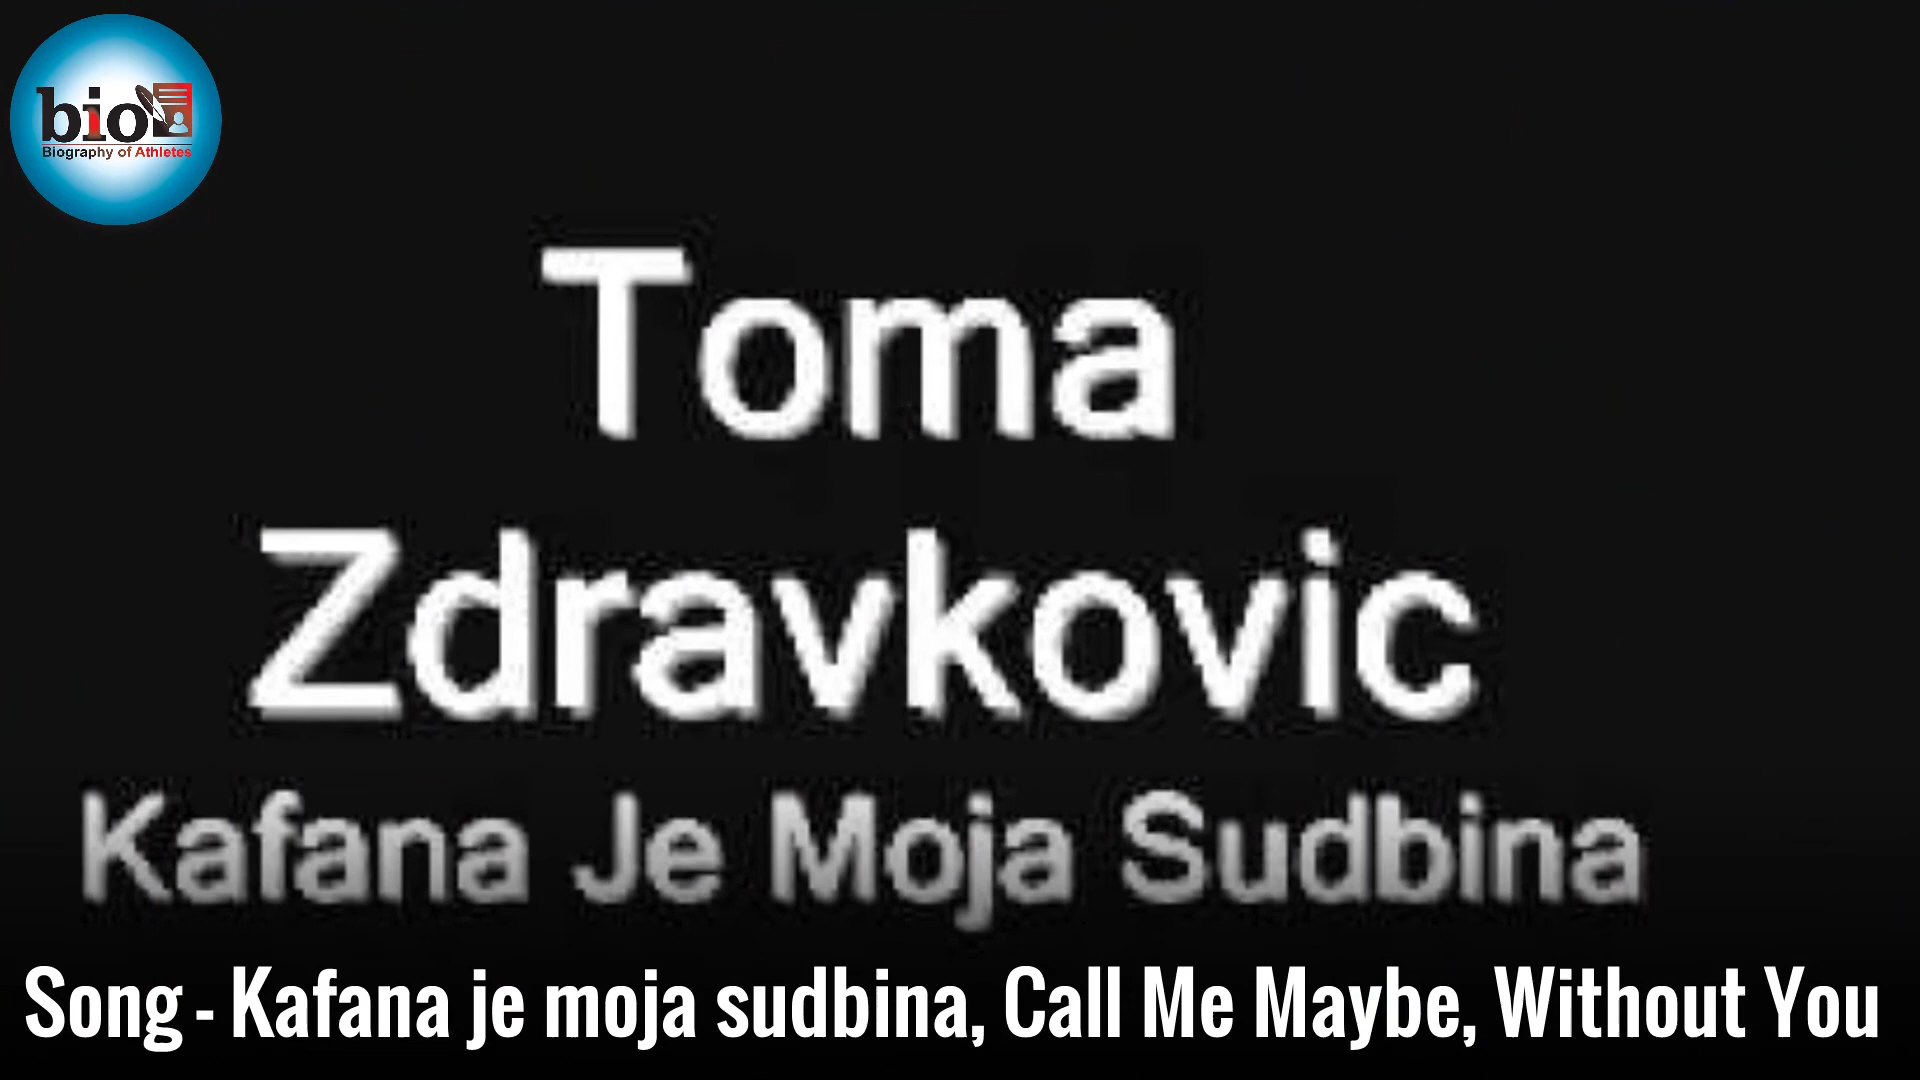 bio
Biography of Athletes
Toma
Zdravkovic
Kafana Je Moja Sudbina
Song - Kafana je moja sudbina, Call Me Maybe, Without You